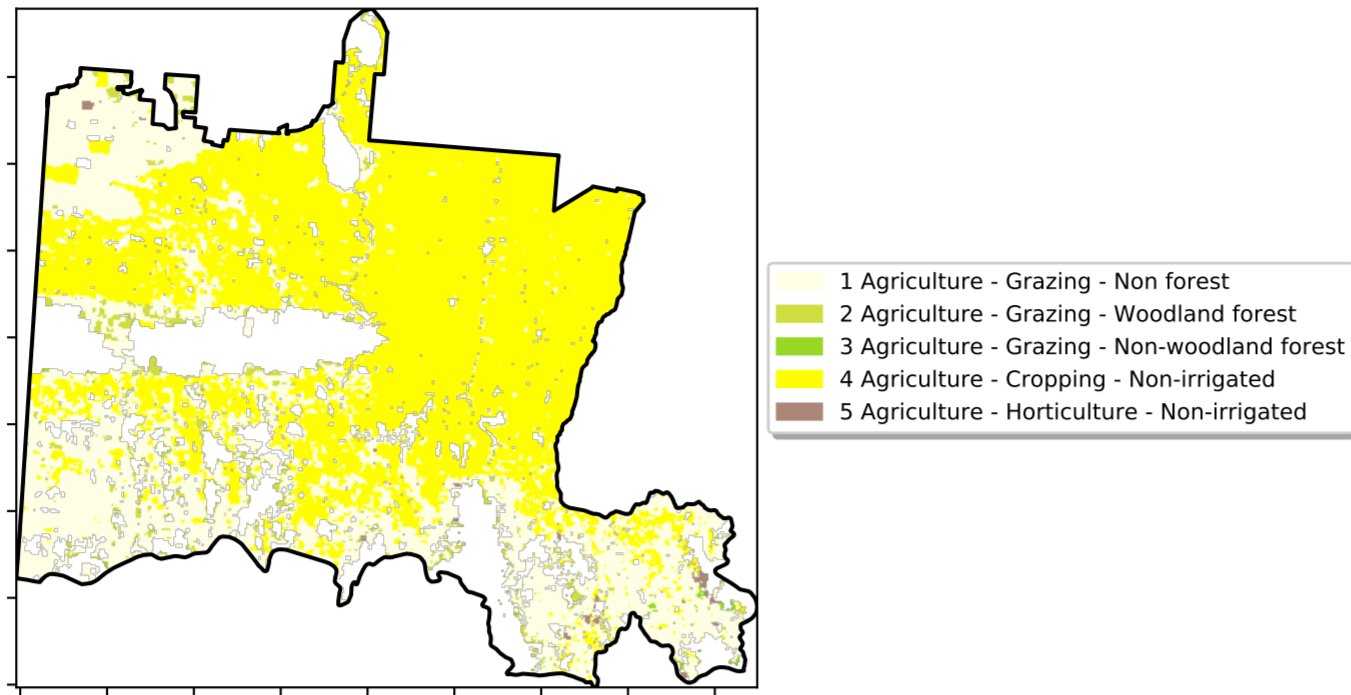 1 Agriculture - Grazing - Non forest
2 Agriculture - Grazing - Woodland forest
3 Agriculture - Grazing - Non-woodland forest
4 Agriculture - Cropping - Non-irrigated
5 Agriculture - Horticulture - Non-irrigated